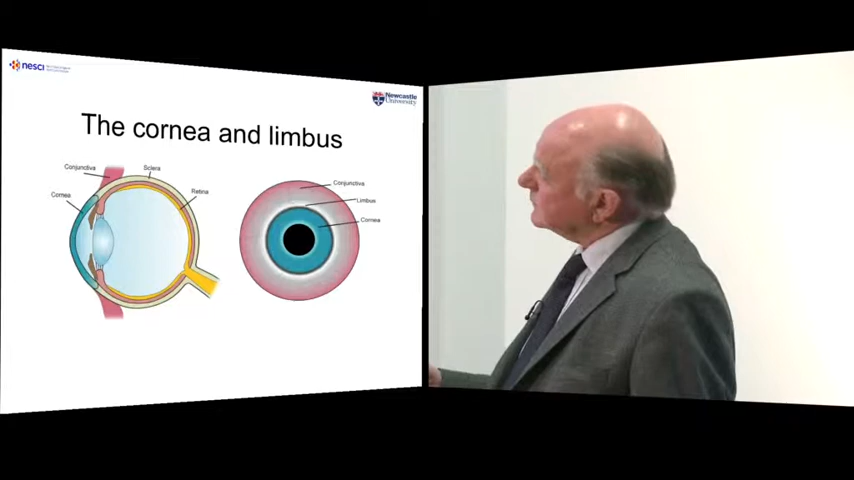 nesci
Newcastle
University
The cornea and limbus
Conjunctiva
Sclera
Cornea
Retina
Conjunctiva
Limbus
Cornea